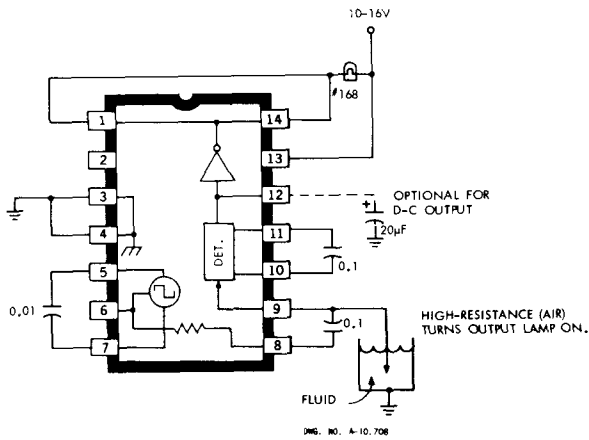 10-16V
#168
1
14
2
13
3
12
OPTIONAL FOR
D-C OUTPUT
+
20µF
4
11
DET.
0.1
5
10
0.01
6
9
0.1
HIGH-RESISTANCE (AIR)
TURNS OUTPUT LAMP ON.
7
8
FLUID
DWG. NO. A-10.708